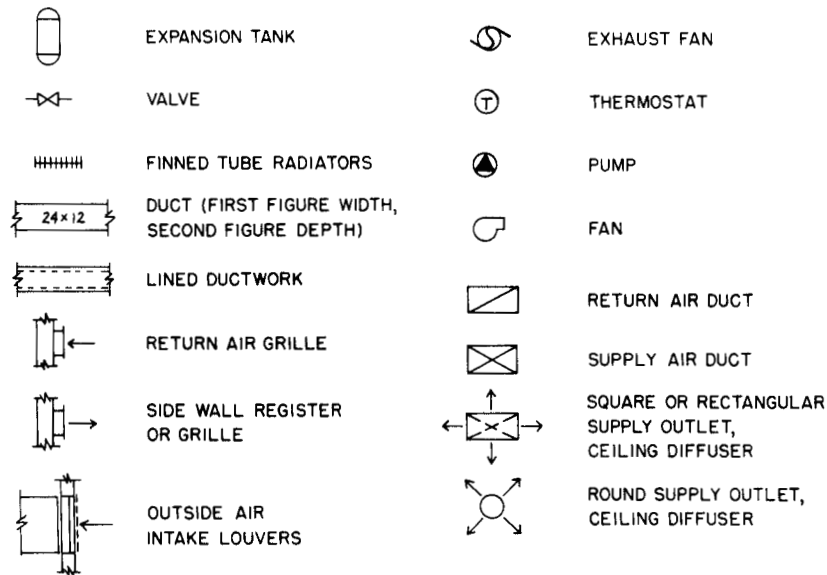 EXPANSION TANK
VALVE
FINNED TUBE RADIATORS
24x12
DUCT (FIRST FIGURE WIDTH,
SECOND FIGURE DEPTH)
LINED DUCTWORK
RETURN AIR GRILLE
SIDE WALL REGISTER
OR GRILLE
OUTSIDE AIR
INTAKE LOUVERS
EXHAUST FAN
T
THERMOSTAT
PUMP
FAN
RETURN AIR DUCT
SUPPLY AIR DUCT
SQUARE OR RECTANGULAR
SUPPLY OUTLET,
CEILING DIFFUSER
ROUND SUPPLY OUTLET,
CEILING DIFFUSER